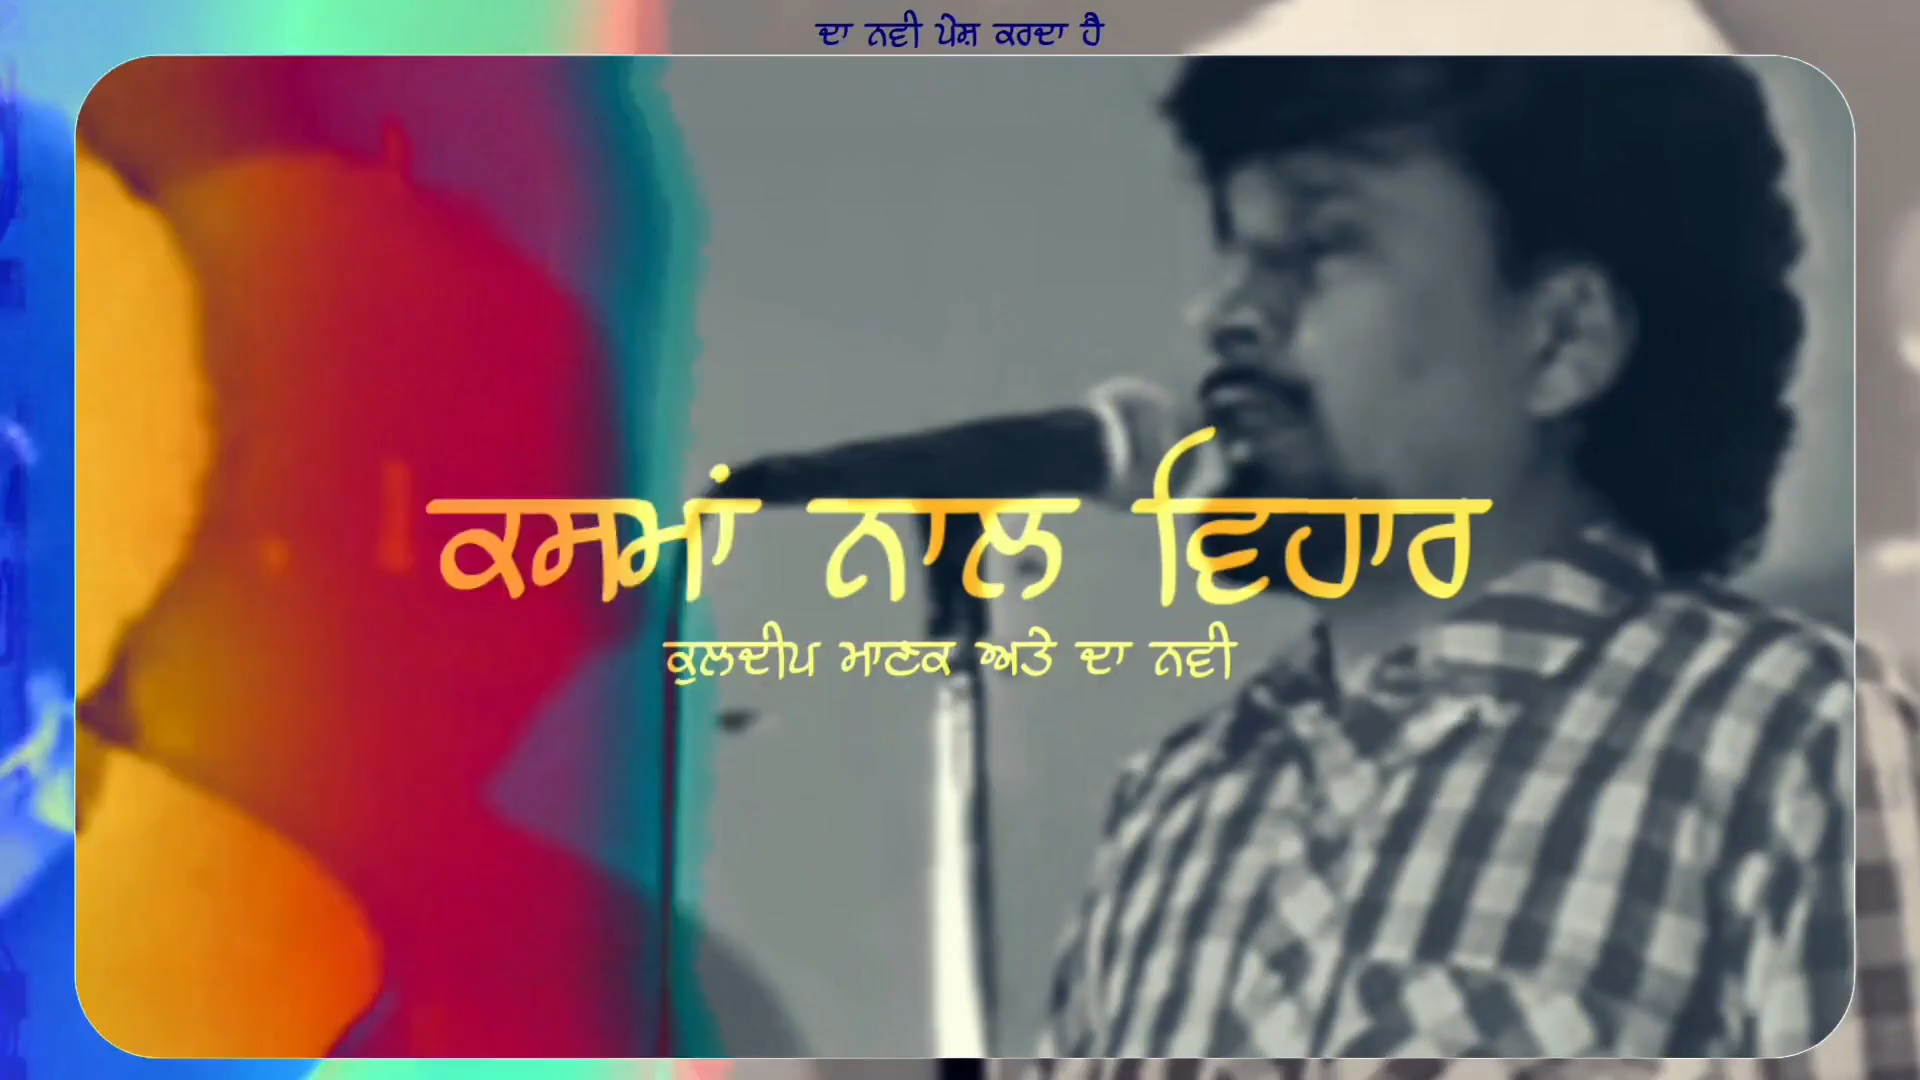 ਦਾ ਨਵੀ ਪੇਸ਼ ਕਰਦਾ ਹੈ
ਕਸਮਾਂ ਨਾਲ ਵਿਹਾਰ
ਕੁਲਦੀਪ ਮਾਣਕ ਅਤੇ ਦਾ ਨਵੀ